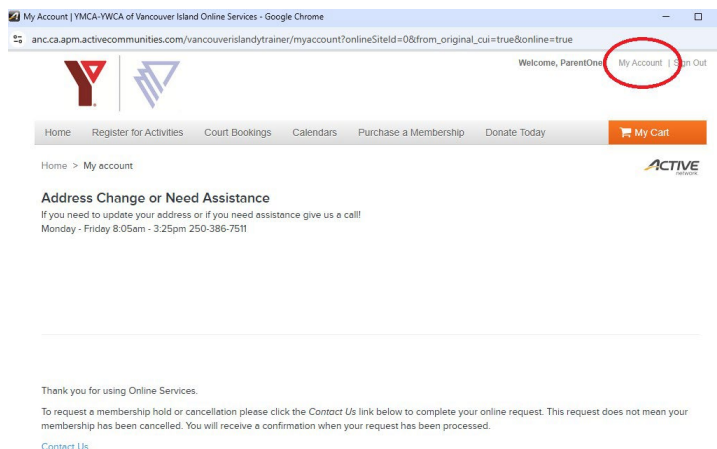 My Account | YMCA-YWCA of Vancouver Island Online Services - Google Chrome
anc.ca.apm.activecommunities.com/vancouverislandytrainer/myaccount?onlineSiteId=0&from_original_cui=true&online=true
Welcome, ParentOne My Account | Sign Out
Home Register for Activities Court Bookings Calendars Purchase a Membership Donate Today My Cart
Home > My account
ACTIVE
network
Address Change or Need Assistance
If you need to update your address or if you need assistance give us a call!
Monday - Friday 8:05am - 3:25pm 250-386-7511
Thank you for using Online Services.
To request a membership hold or cancellation please click the Contact Us link below to complete your online request. This request does not mean your
membership has been cancelled. You will receive a confirmation when your request has been processed.
Contact Us